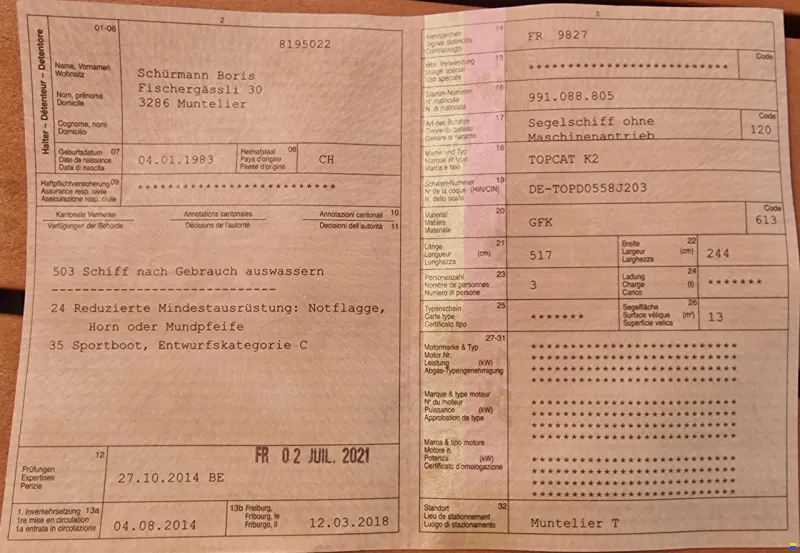 2
01-06
Halter – Détenteur – Detentore
8195022
Name, Vornamen
Wohnsitz
Nom, prénoms
Domicile
Cognome, nomi
Domicilio
Schürmann Boris
Fischergässli 30
3286 Muntelier
Geburtsdatum 07
Date de naissance
Data di nascita
04.01.1983
Heimatstaat 08
Pays d'origine
Paese d'origine
CH
Haftpflichtversicherung 09
Assurance resp. civile
Assicurazione resp. civile
**************************
Kantonale Vermerke Annotations cantonales Annotazioni cantonali 10
Verfügungen der Behörde Décisions de l'autorité Decisioni dell'autorità 11
503 Schiff nach Gebrauch auswassern
----------------------------
24 Reduzierte Mindestausrüstung: Notflagge,
Horn oder Mundpfeife
35 Sportboot, Entwurfskategorie C
12
Prüfungen
Expertises
Perizie
FR 02 JUIL. 2021
27.10.2014 BE
1. Inverkehrsetzung 13a
1re mise en circulation
1a entrata in circolazione
04.08.2014
13b Freiburg,
Fribourg, le
Friburgo, il
12.03.2018
3
Kennzeichen 14
Signes distinctifs
Contrassegno
FR 9827
Bes. Verwendung 15
Usage spécial
Uso speciale
**************************
Code
Stamm-Nummer 16
N° matricule
N. di matricola
991.088.805
Art des Schiffes 17
Genre du bateau
Genere di natante
Segelschiff ohne
Maschinenantrieb
Code
120
Marke und Typ 18
Marque et type
Marca e tipo
TOPCAT K2
Schalen-Nummer 19
N° de la coque (HIN/CIN)
N. dello scafo
DE-TOPD0558J203
Material 20
Matière
Materiale
GFK
Code
613
Länge 21
Longueur (cm)
Lunghezza
517
Breite 22
Largeur (cm)
Larghezza
244
Personenzahl 23
Nombre de personnes
Numero di persone
3
Ladung 24
Charge (t)
Carico
*******
Typenschein 25
Carte type
Certificato tipo
*******
Segelfläche 26
Surface vélique (m²)
Superficie velica
13
27-31
Motormarke & Typ
Motor Nr.
Leistung (kW)
Abgas-Typengenehmigung
Marque & type moteur
N° du moteur
Puissance (kW)
Approbation de type
Marca & tipo motore
Motore n.
Potenza (kW)
Certificato d'omologazione
***************************
***************************
***************************
***************************
***************************
***************************
***************************
***************************
***************************
***************************
***************************
***************************
Standort 32
Lieu de stationnement
Luogo di stazionamento
Muntelier T